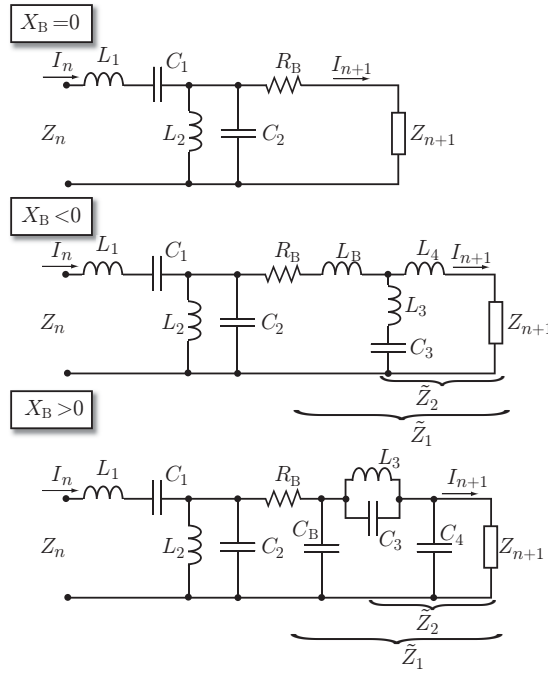 X_B=0
I_n L_1 C_1 R_B I_{n+1}
Z_n L_2 C_2 Z_{n+1}
X_B<0
I_n L_1 C_1 R_B L_B L_4 I_{n+1}
Z_n L_2 C_2 L_3 C_3 Z_{n+1}
Z̃_2
Z̃_1
X_B>0
I_n L_1 C_1 R_B L_3 I_{n+1}
Z_n L_2 C_2 C_B C_3 C_4 Z_{n+1}
Z̃_2
Z̃_1